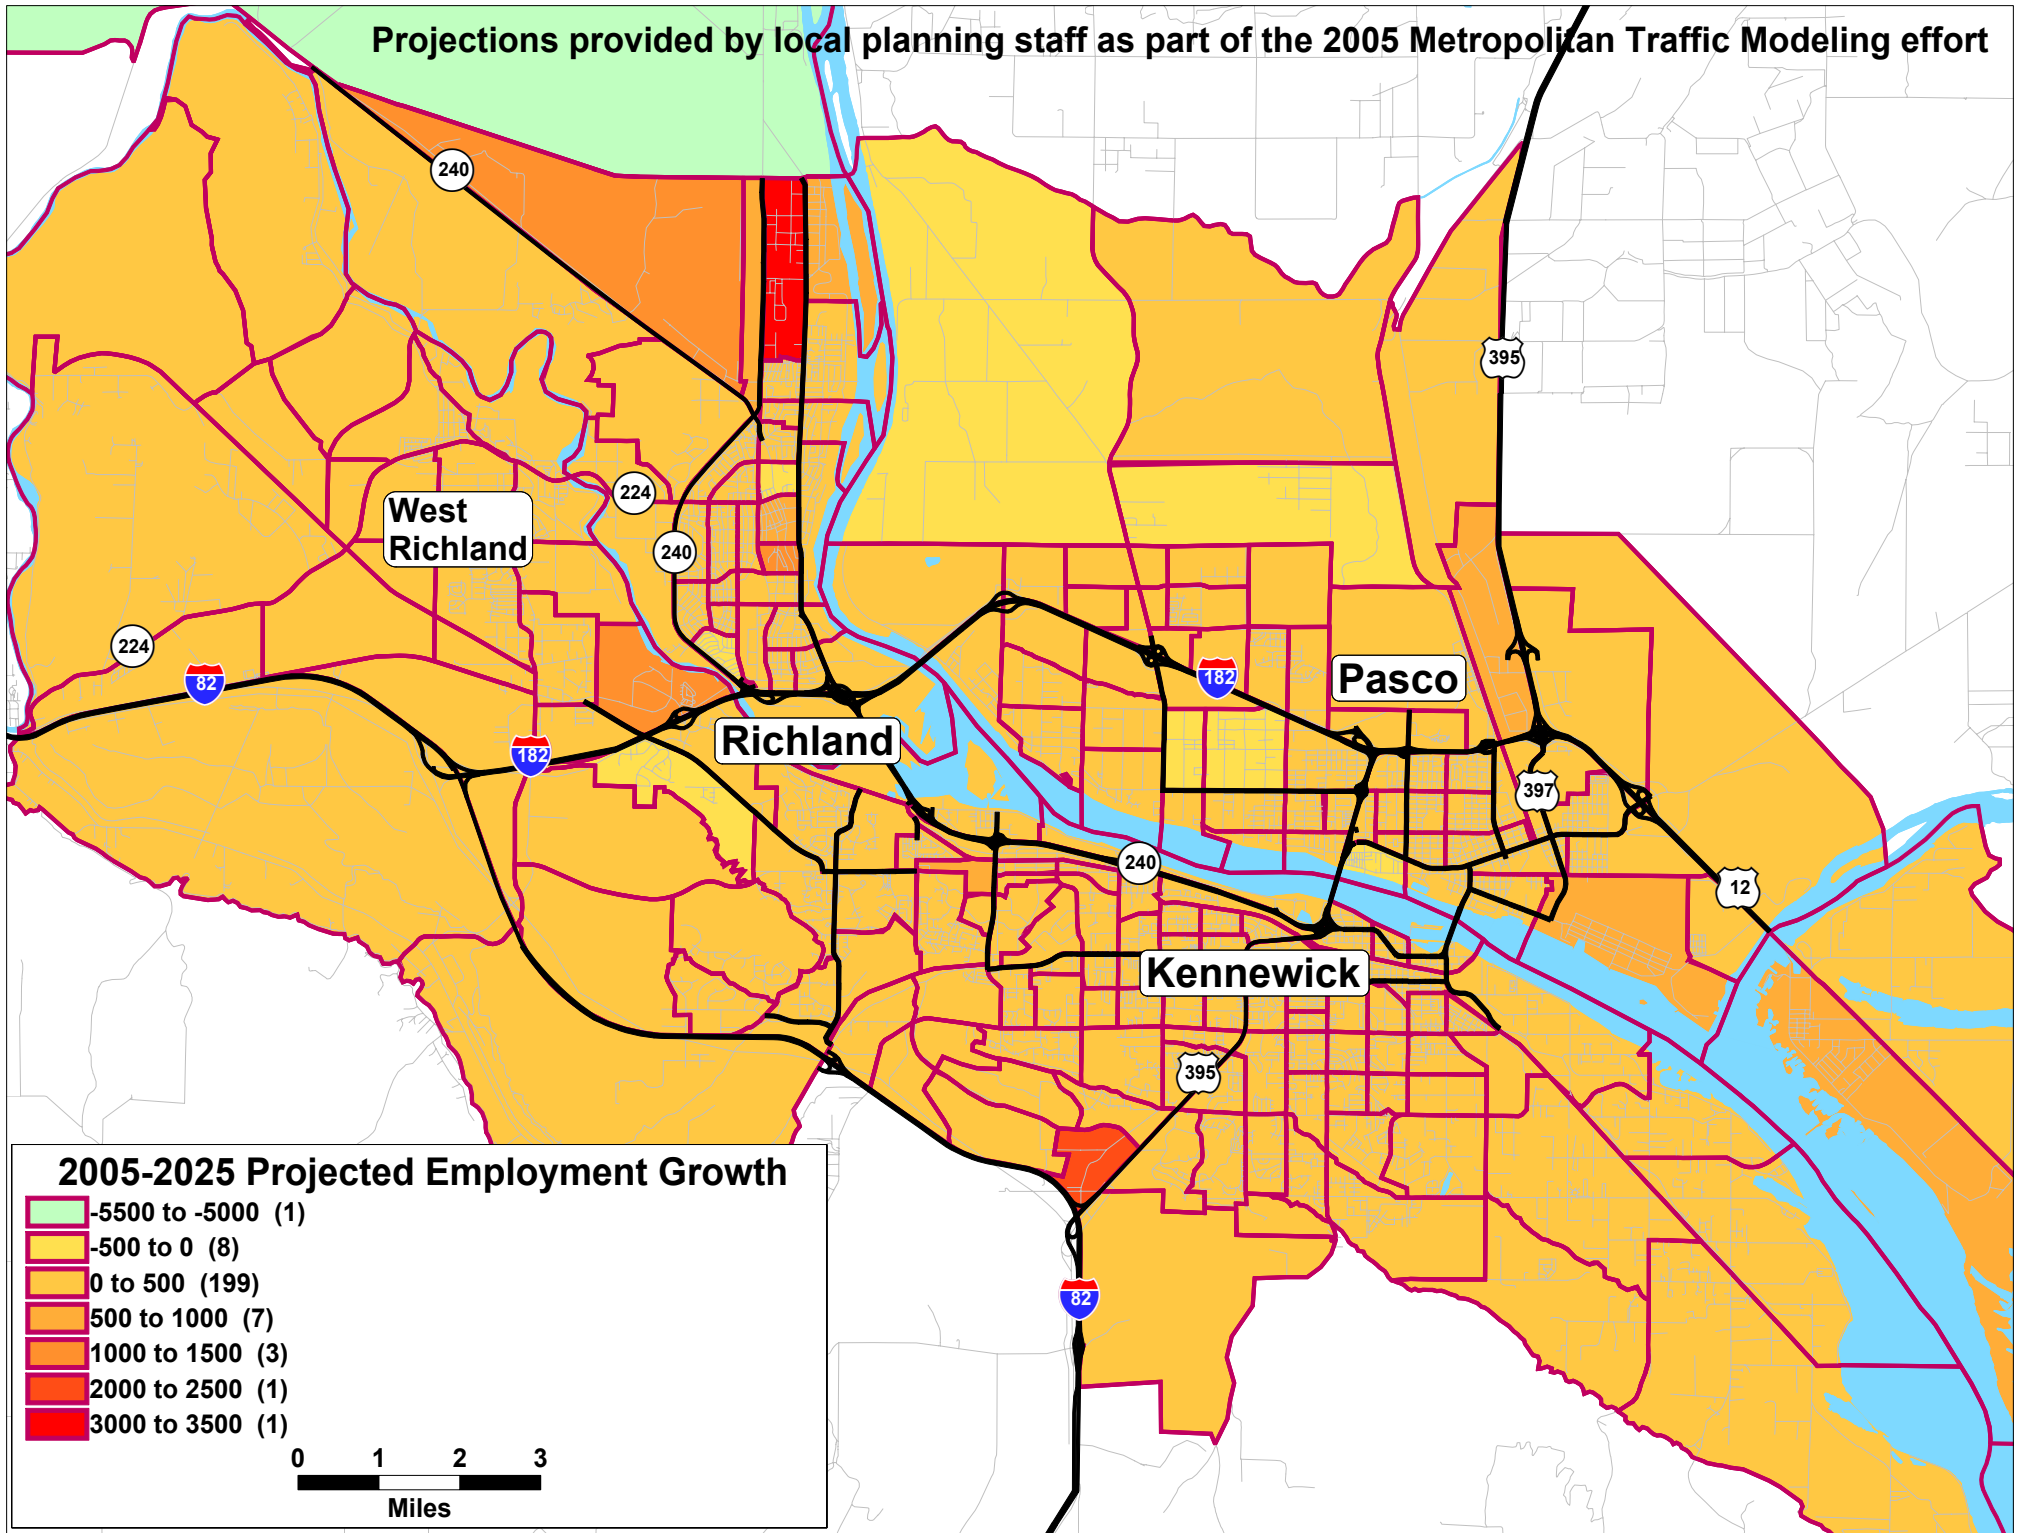 Projections provided by local planning staff as part of the 2005 Metropolitan Traffic Modeling effort
240
395
West
Richland
224
240
224
82
182
Pasco
182
Richland
397
240
12
Kennewick
395
82
2005-2025 Projected Employment Growth
-5500 to -5000 (1)
-500 to 0 (8)
0 to 500 (199)
500 to 1000 (7)
1000 to 1500 (3)
2000 to 2500 (1)
3000 to 3500 (1)
0 1 2 3
Miles